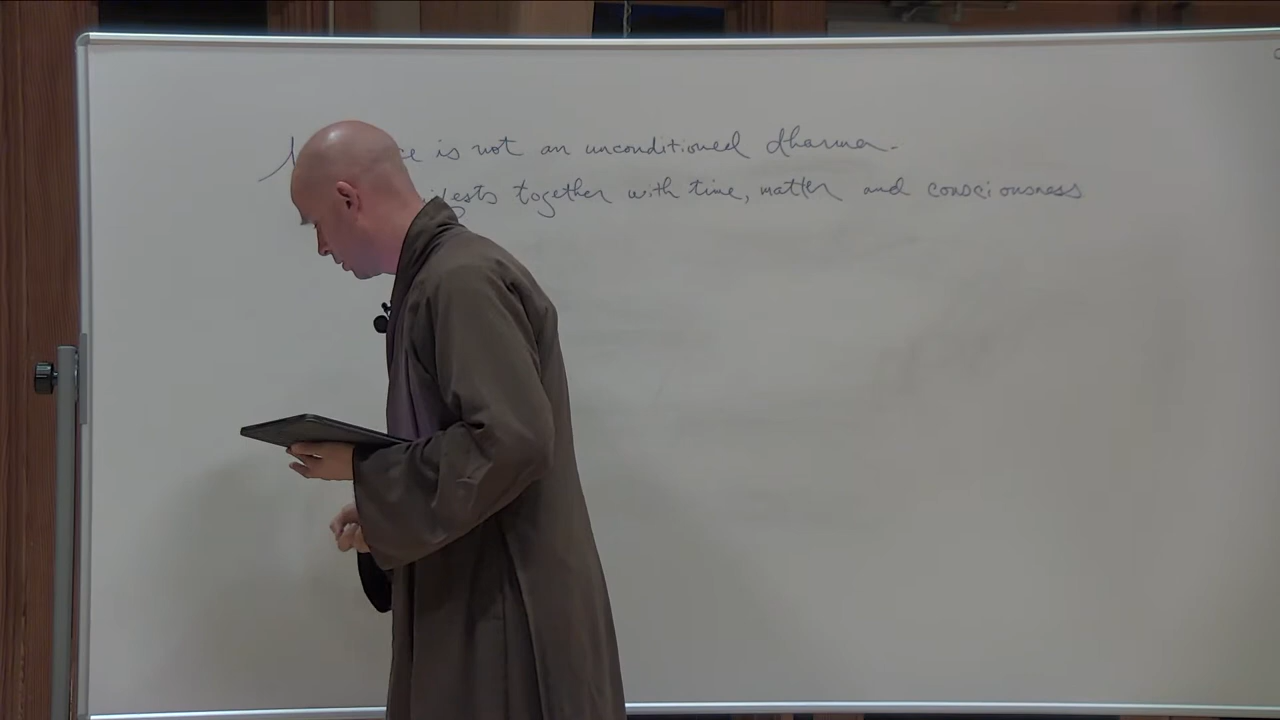 is not an unconditioned dharma.
together with time, matter and consciousness